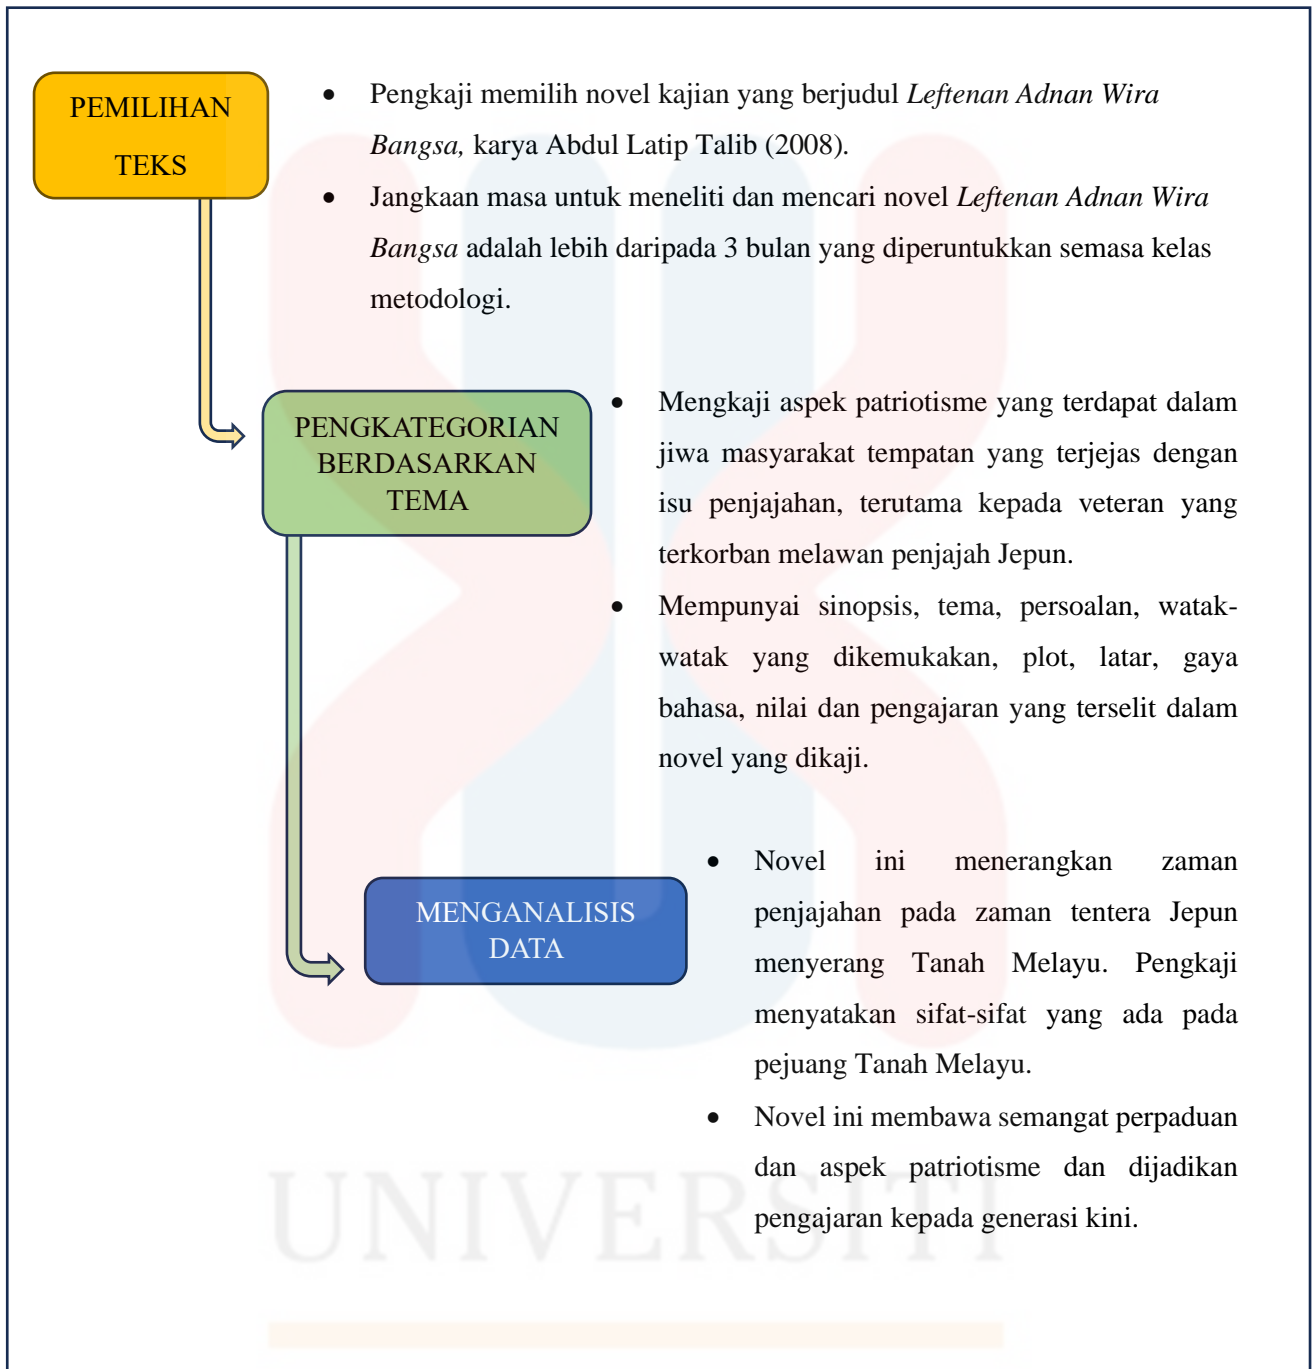 PEMILIHAN
TEKS
• Pengkaji memilih novel kajian yang berjudul Leftenan Adnan Wira
Bangsa, karya Abdul Latip Talib (2008).
• Jangkaan masa untuk meneliti dan mencari novel Leftenan Adnan Wira
Bangsa adalah lebih daripada 3 bulan yang diperuntukkan semasa kelas
metodologi.
PENGKATEGORIAN
BERDASARKAN
TEMA
• Mengkaji aspek patriotisme yang terdapat dalam
jiwa masyarakat tempatan yang terjejas dengan
isu penjajahan, terutama kepada veteran yang
terkorban melawan penjajah Jepun.
• Mempunyai sinopsis, tema, persoalan, watak-
watak yang dikemukakan, plot, latar, gaya
bahasa, nilai dan pengajaran yang terselit dalam
novel yang dikaji.
MENGANALISIS
DATA
• Novel ini menerangkan zaman
penjajahan pada zaman tentera Jepun
menyerang Tanah Melayu. Pengkaji
menyatakan sifat-sifat yang ada pada
pejuang Tanah Melayu.
• Novel ini membawa semangat perpaduan
dan aspek patriotisme dan dijadikan
pengajaran kepada generasi kini.
UNIVERSITI